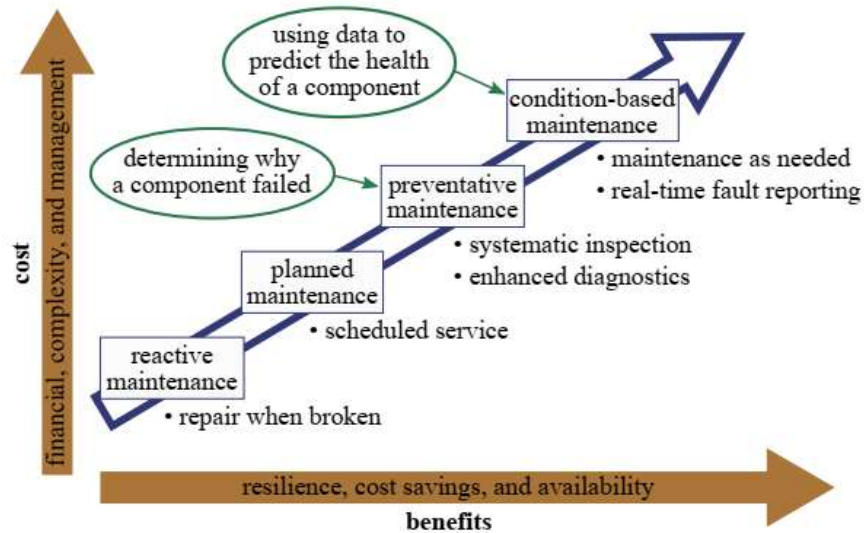 using data to
predict the health
of a component
condition-based
maintenance
• maintenance as needed
• real-time fault reporting
determining why
a component failed
preventative
maintenance
• systematic inspection
• enhanced diagnostics
planned
maintenance
• scheduled service
reactive
maintenance
• repair when broken
cost
financial, complexity, and management
resilience, cost savings, and availability
benefits